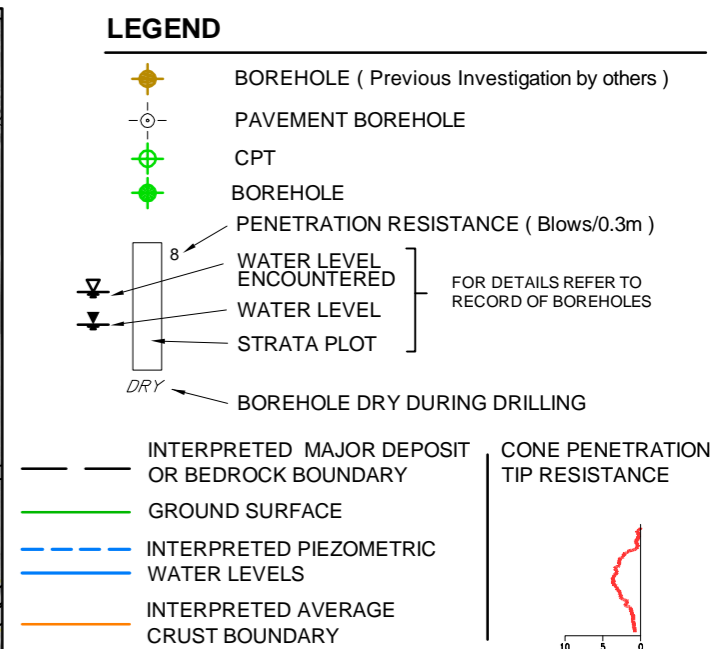 LEGEND
BOREHOLE ( Previous Investigation by others )
PAVEMENT BOREHOLE
CPT
BOREHOLE
PENETRATION RESISTANCE ( Blows/0.3m )
8
WATER LEVEL
ENCOUNTERED
WATER LEVEL
STRATA PLOT
FOR DETAILS REFER TO
RECORD OF BOREHOLES
DRY
BOREHOLE DRY DURING DRILLING
INTERPRETED MAJOR DEPOSIT
OR BEDROCK BOUNDARY
GROUND SURFACE
INTERPRETED PIEZOMETRIC
WATER LEVELS
INTERPRETED AVERAGE
CRUST BOUNDARY
CONE PENETRATION
TIP RESISTANCE
10 5 0